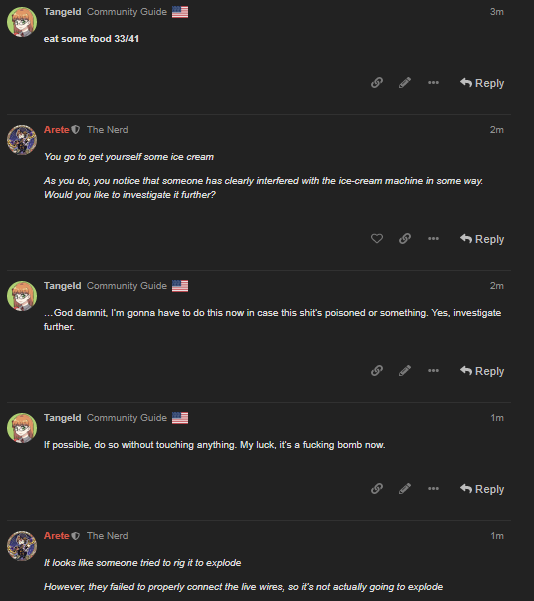 Tangeld Community Guide 3m
eat some food 33/41
Reply
Arete The Nerd 2m
You go to get yourself some ice cream
As you do, you notice that someone has clearly interfered with the ice-cream machine in some way.
Would you like to investigate it further?
Reply
Tangeld Community Guide 2m
…God damnit, I'm gonna have to do this now in case this shit's poisoned or something. Yes, investigate
further.
Reply
Tangeld Community Guide 1m
If possible, do so without touching anything. My luck, it's a fucking bomb now.
Reply
Arete The Nerd 1m
It looks like someone tried to rig it to explode
However, they failed to properly connect the live wires, so it's not actually going to explode